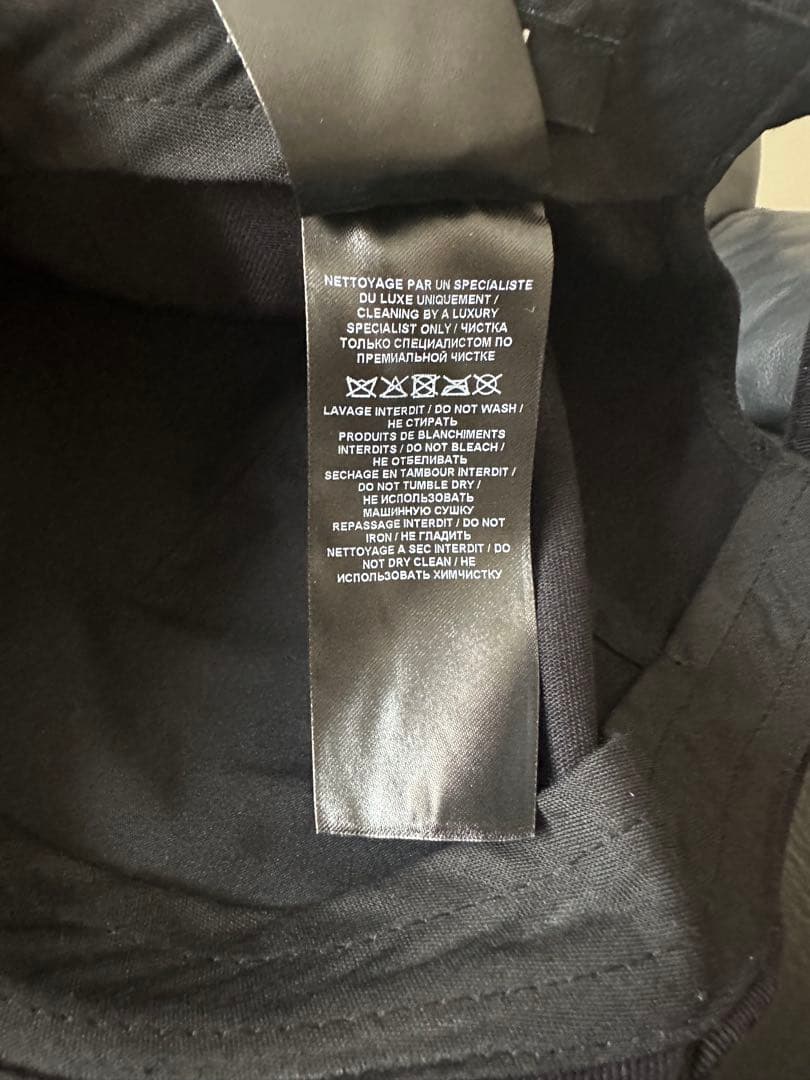 NETTOYAGE PAR UN SPECIALISTE
DU LUXE UNIQUEMENT /
CLEANING BY A LUXURY
SPECIALIST ONLY / ЧИСТКА
ТОЛЬКО СПЕЦИАЛИСТОМ ПО
ПРЕМИАЛЬНОЙ ЧИСТКЕ
LAVAGE INTERDIT / DO NOT WASH /
НЕ СТИРАТЬ
PRODUITS DE BLANCHIMENTS
INTERDITS / DO NOT BLEACH /
НЕ ОТБЕЛИВАТЬ
SECHAGE EN TAMBOUR INTERDIT /
DO NOT TUMBLE DRY /
НЕ ИСПОЛЬЗОВАТЬ
МАШИННУЮ СУШКУ
REPASSAGE INTERDIT / DO NOT
IRON / НЕ ГЛАДИТЬ
NETTOYAGE A SEC INTERDIT / DO
NOT DRY CLEAN / НЕ
ИСПОЛЬЗОВАТЬ ХИМЧИСТКУ